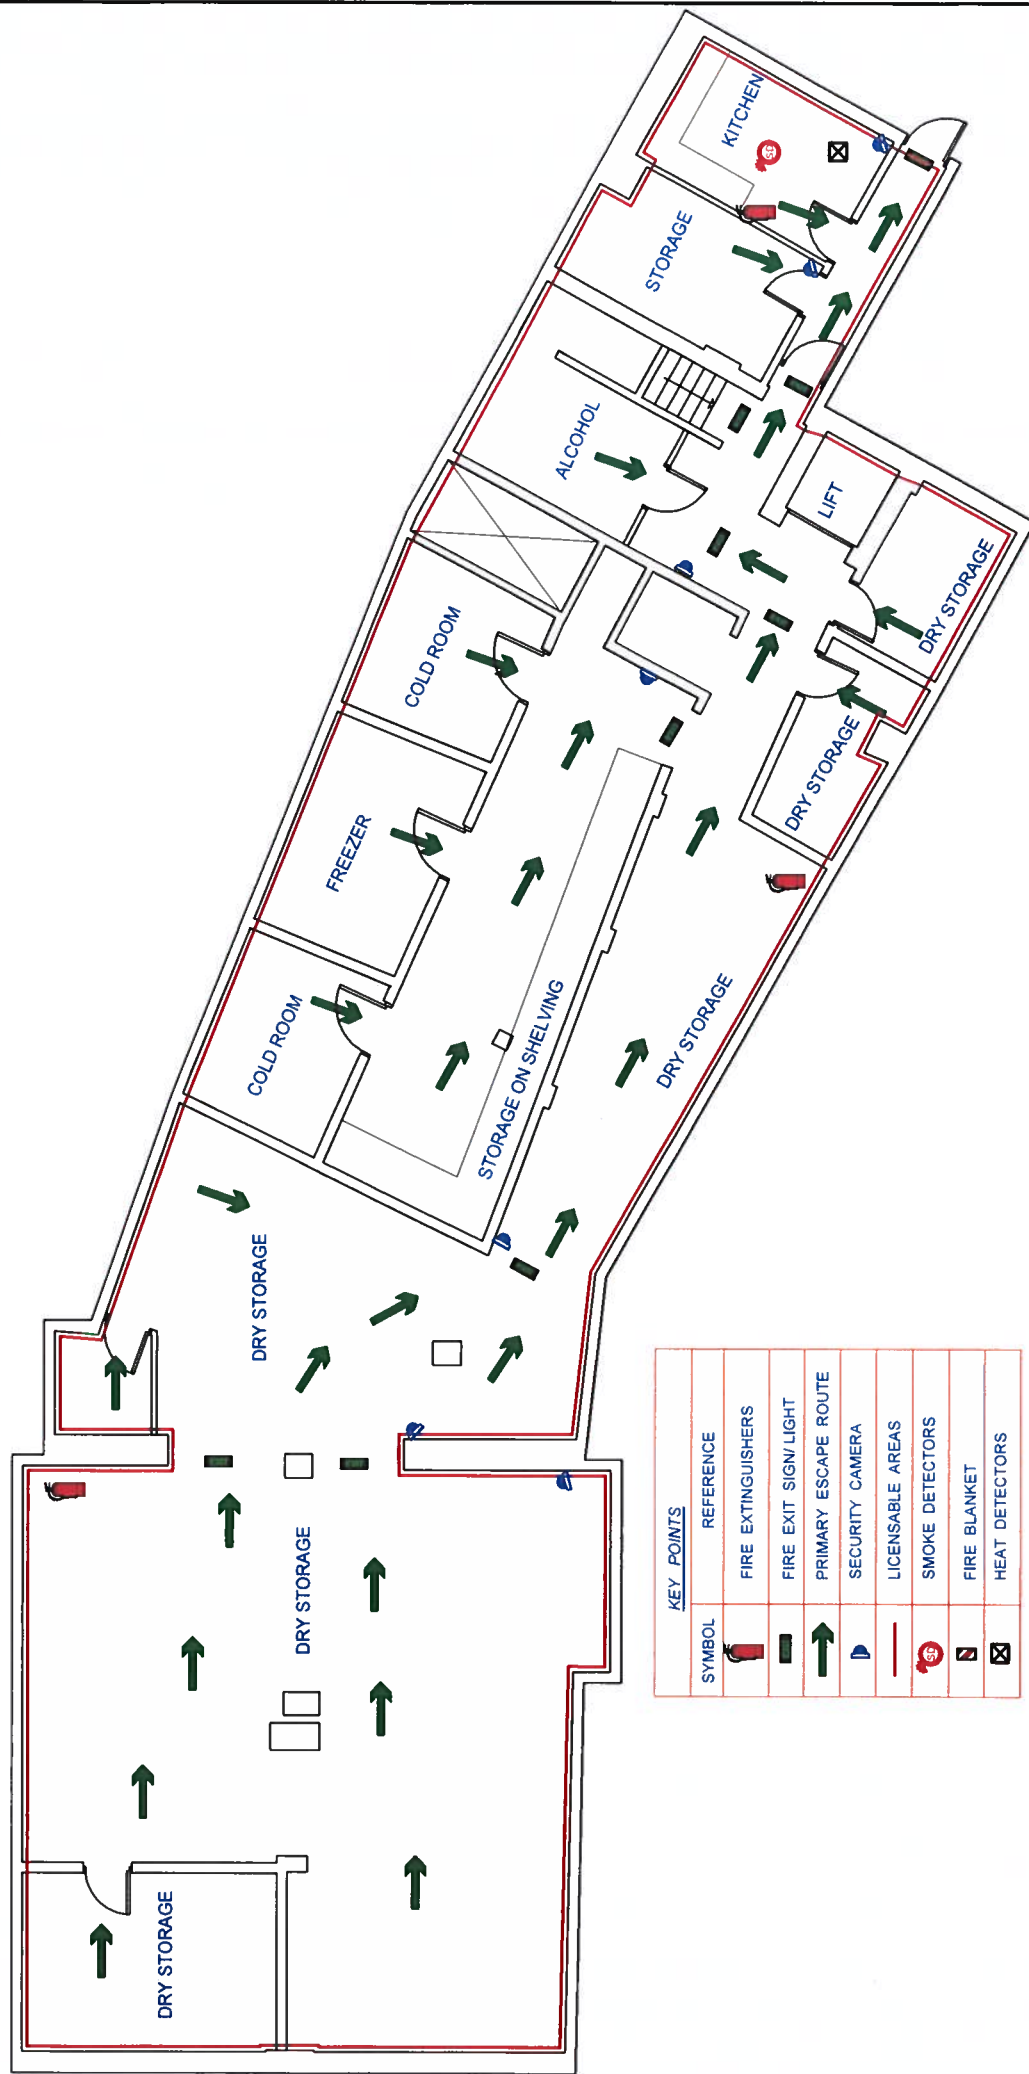 KITCHEN
STORAGE
ALCOHOL
LIFT
DRY STORAGE
DRY STORAGE
COLD ROOM
FREEZER
COLD ROOM
STORAGE ON SHELVING
DRY STORAGE
DRY STORAGE
DRY STORAGE
DRY STORAGE
KEY POINTS
SYMBOL REFERENCE
FIRE EXTINGUISHERS
FIRE EXIT SIGN/ LIGHT
PRIMARY ESCAPE ROUTE
SECURITY CAMERA
LICENSABLE AREAS
SD SMOKE DETECTORS
FIRE BLANKET
HEAT DETECTORS
SD